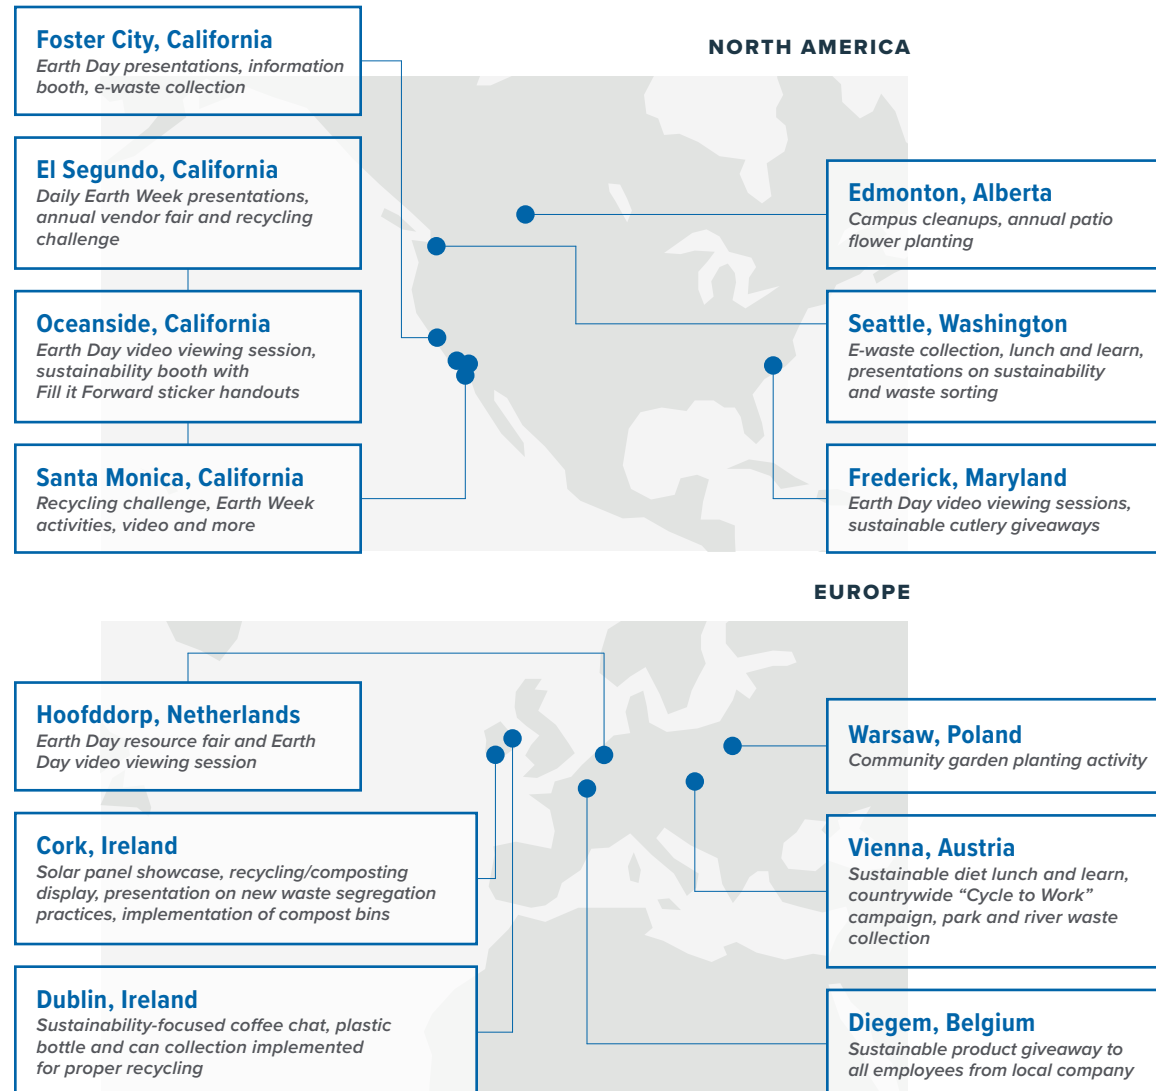 NORTH AMERICA
Foster City, California
Earth Day presentations, information
booth, e-waste collection
El Segundo, California
Daily Earth Week presentations,
annual vendor fair and recycling
challenge
Oceanside, California
Earth Day video viewing session,
sustainability booth with
Fill it Forward sticker handouts
Santa Monica, California
Recycling challenge, Earth Week
activities, video and more
Edmonton, Alberta
Campus cleanups, annual patio
flower planting
Seattle, Washington
E-waste collection, lunch and learn,
presentations on sustainability
and waste sorting
Frederick, Maryland
Earth Day video viewing sessions,
sustainable cutlery giveaways
EUROPE
Hoofddorp, Netherlands
Earth Day resource fair and Earth
Day video viewing session
Cork, Ireland
Solar panel showcase, recycling/composting
display, presentation on new waste segregation
practices, implementation of compost bins
Dublin, Ireland
Sustainability-focused coffee chat, plastic
bottle and can collection implemented
for proper recycling
Warsaw, Poland
Community garden planting activity
Vienna, Austria
Sustainable diet lunch and learn,
countrywide “Cycle to Work”
campaign, park and river waste
collection
Diegem, Belgium
Sustainable product giveaway to
all employees from local company